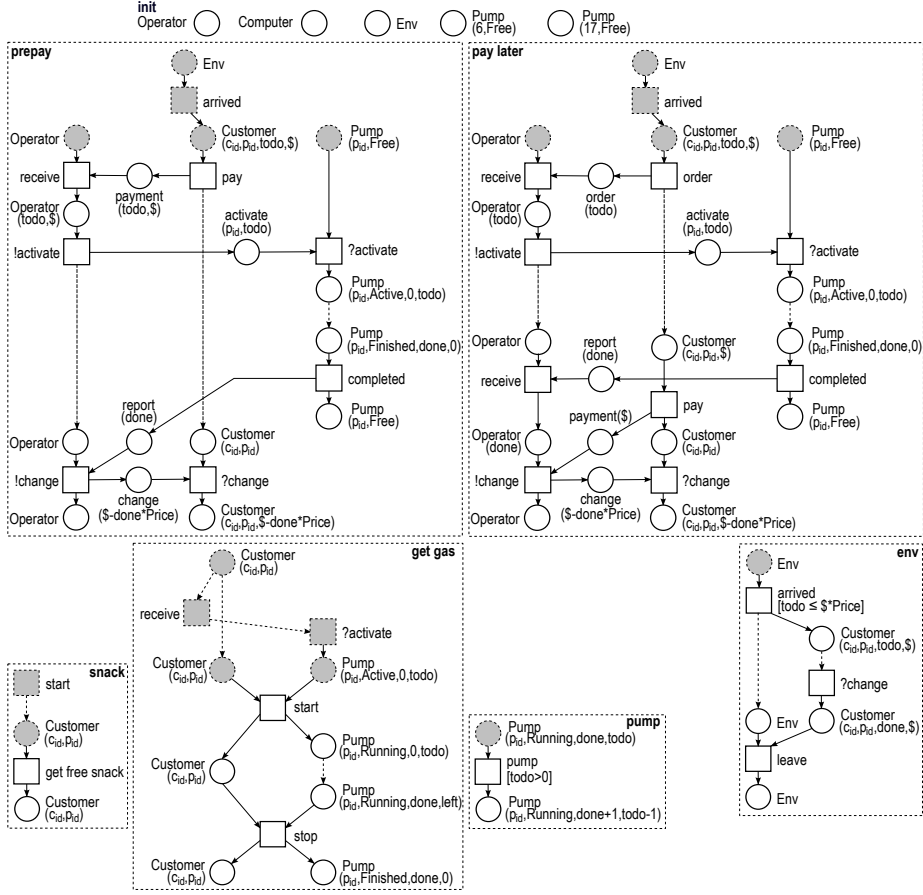 init
Operator Computer Env Pump Pump
(6,Free) (17,Free)
prepay
Env
arrived
Operator
Customer
(cid,pid,todo,$)
Pump
(pid,Free)
receive
payment
(todo,$)
pay
Operator
(todo,$)
activate
(pid,todo)
!activate
?activate
Pump
(pid,Active,0,todo)
Pump
(pid,Finished,done,0)
completed
report
(done)
Pump
(pid,Free)
Operator
Customer
(cid,pid)
!change
change
($-done*Price)
?change
Operator
Customer
(cid,pid,$-done*Price)
pay later
Env
arrived
Operator
Customer
(cid,pid,todo,$)
Pump
(pid,Free)
receive
order
(todo)
order
Operator
(todo)
activate
(pid,todo)
!activate
?activate
Pump
(pid,Active,0,todo)
Operator
report
(done)
Customer
(cid,pid,$)
Pump
(pid,Finished,done,0)
receive
completed
payment($)
pay
Pump
(pid,Free)
Operator
(done)
Customer
(cid,pid)
!change
change
($-done*Price)
?change
Operator
Customer
(cid,pid,$-done*Price)
snack
start
Customer
(cid,pid)
get free snack
Customer
(cid,pid)
get gas
Customer
(cid,pid)
receive
?activate
Customer
(cid,pid)
Pump
(pid,Active,0,todo)
start
Customer
(cid,pid)
Pump
(pid,Running,0,todo)
Pump
(pid,Running,done,left)
stop
Customer
(cid,pid)
Pump
(pid,Finished,done,0)
pump
Pump
(pid,Running,done,todo)
pump
[todo>0]
Pump
(pid,Running,done+1,todo-1)
env
Env
arrived
[todo ≤ $*Price]
Customer
(cid,pid,todo,$)
?change
Env
Customer
(cid,pid,done,$)
leave
Env